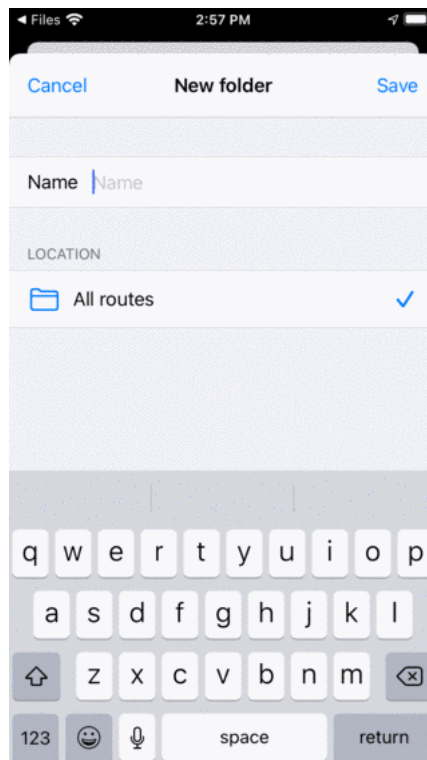 Files 2:57 PM
Cancel New folder Save
Name Name
LOCATION
All routes
q w e r t y u i o p
a s d f g h j k l
z x c v b n m
123 space return